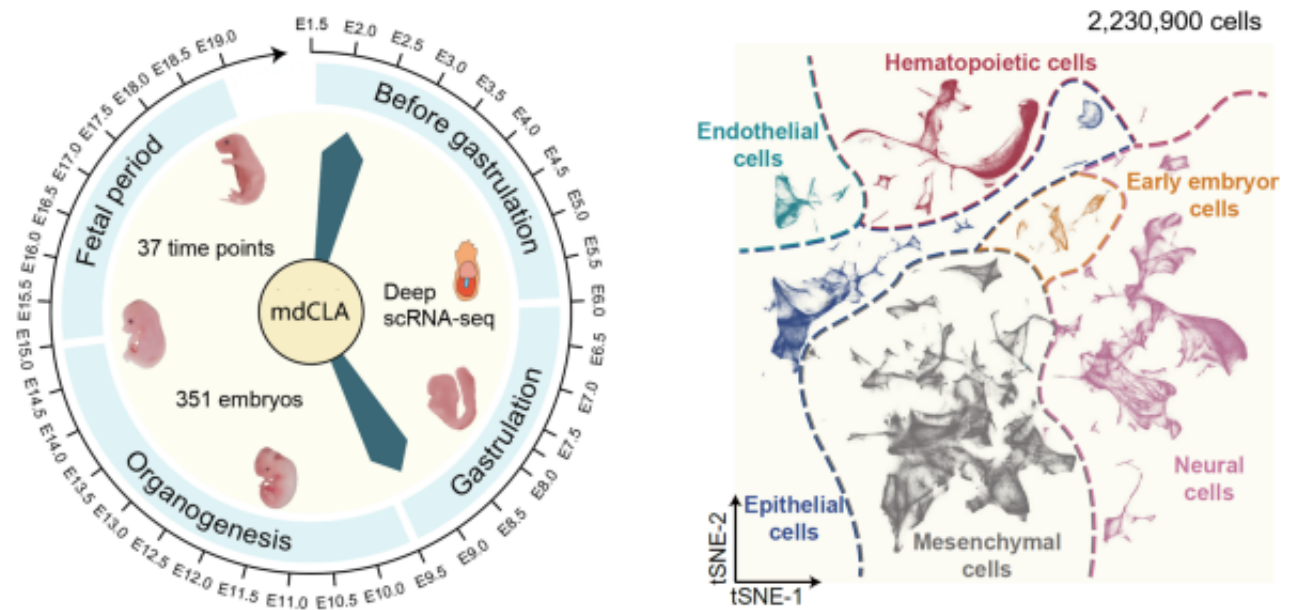 E1.5
E2.0
E2.5
E3.0
E3.5
E4.0
E4.5
E5.0
E5.5
E6.0
E6.5
E7.0
E7.5
E8.0
E8.5
E9.0
E9.5
E10.0
E10.5
E11.0
E11.5
E12.0
E12.5
E13.0
E13.5
E14.0
E14.5
E15.0
E15.5
E16.0
E16.5
E17.0
E17.5
E18.0
E18.5
E19.0
Before gastrulation
Gastrulation
Organogenesis
Fetal period
37 time points
mdCLA
Deep
scRNA-seq
351 embryos
2,230,900 cells
Hematopoietic cells
Endothelial
cells
Early embryor
cells
Neural
cells
Epithelial
cells
Mesenchymal
cells
tSNE-2
tSNE-1